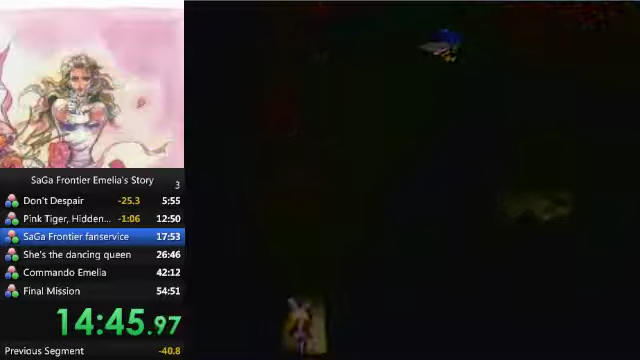 SaGa Frontier Emelia's Story
3
Don't Despair -25.3 5:55
Pink Tiger, Hidden... -1:06 12:50
SaGa Frontier fanservice 17:53
She's the dancing queen 26:46
Commando Emelia 42:12
Final Mission 54:51
14:45.97
Previous Segment -40.8